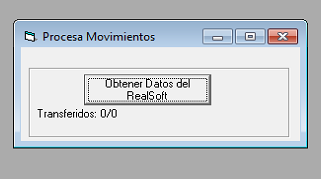 Procesa Movimientos
Obtener Datos del
RealSoft
Transferidos: 0/0